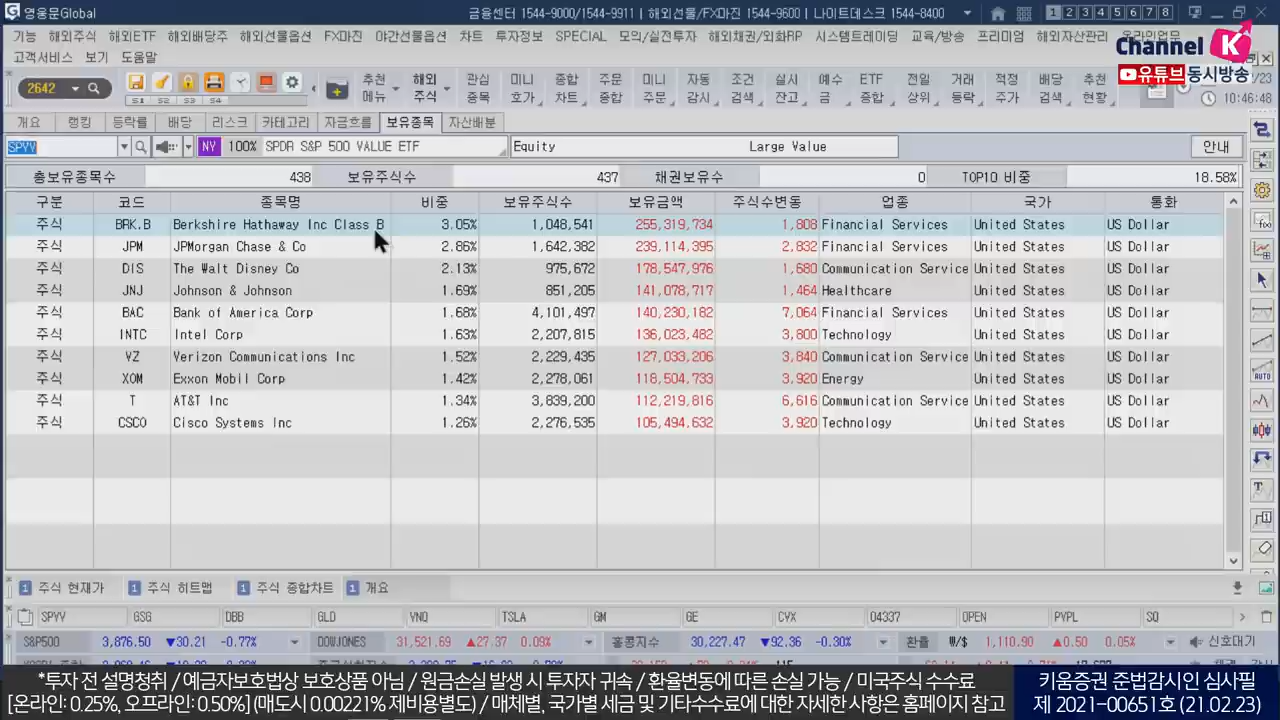 영웅문Global 금융센터 1544-9000/1544-9911 | 해외선물/FX마진 1544-9600 | 나이트데스크 1544-8400 1 2 3 4 5 6 7 8
기능 해외주식 해외ETF 해외배당주 해외선물옵션 FX마진 야간선물옵션 차트 투자정보 SPECIAL 모의/실전투자 해외채권/외화RP 시스템트레이딩 교육/방송 프리미엄 해외자산관리 온라인업무
고객서비스 보기 도움말
Channel K
유튜브동시방송
2642 S1 S2 S3 S4
추천메뉴 해외주식 관심종목 미니호가 종합차트 주문종합 미니주문 자동감시 조건검색 실시잔고 예수금 ETF종합 전일상위 거래등락 적정주가 배당검색 추천현황
10:46:48
개요 랭킹 등락률 배당 리스크 카테고리 자금흐름 보유종목 자산배분
SPYV NY 100% SPDR S&P 500 VALUE ETF Equity Large Value 안내
총보유종목수 438 보유주식수 437 채권보유수 0 TOP10 비중 18.58%
구분 코드 종목명 비중 보유주식수 보유금액 주식수변동 업종 국가 통화
주식 BRK.B Berkshire Hathaway Inc Class B 3.05% 1,048,541 255,319,734 1,808 Financial Services United States US Dollar
주식 JPM JPMorgan Chase & Co 2.86% 1,642,382 239,114,395 2,832 Financial Services United States US Dollar
주식 DIS The Walt Disney Co 2.13% 975,672 178,547,976 1,680 Communication Service United States US Dollar
주식 JNJ Johnson & Johnson 1.69% 851,205 141,078,717 1,464 Healthcare United States US Dollar
주식 BAC Bank of America Corp 1.68% 4,101,497 140,230,182 7,064 Financial Services United States US Dollar
주식 INTC Intel Corp 1.63% 2,207,815 136,023,482 3,800 Technology United States US Dollar
주식 VZ Verizon Communications Inc 1.52% 2,229,435 127,033,206 3,840 Communication Service United States US Dollar
주식 XOM Exxon Mobil Corp 1.42% 2,278,061 118,504,733 3,920 Energy United States US Dollar
주식 T AT&T Inc 1.34% 3,839,200 112,219,816 6,616 Communication Service United States US Dollar
주식 CSCO Cisco Systems Inc 1.26% 2,276,535 105,494,632 3,920 Technology United States US Dollar
1 주식 현재가 1 주식 히트맵 1 주식 종합차트 1 개요
SPYV GSG DBB GLD VNQ TSLA GM GE CVX 04337 OPEN PYPL SQ
S&P500 3,876.50 ▼30.21 -0.77% DOWJONES 31,521.69 ▲27.37 0.09% 홍콩지수 30,227.47 ▼92.36 -0.30% 환율 ₩/$ 1,110.90 ▲0.50 0.05% 신호대기
*투자 전 설명청취 / 예금자보호법상 보호상품 아님 / 원금손실 발생 시 투자자 귀속 / 환율변동에 따른 손실 가능 / 미국주식 수수료
[온라인: 0.25%, 오프라인: 0.50%] (매도시 0.00221% 제비용별도) / 매체별, 국가별 세금 및 기타수수료에 대한 자세한 사항은 홈페이지 참고
키움증권 준법감시인 심사필
제 2021-00651호 (21.02.23)